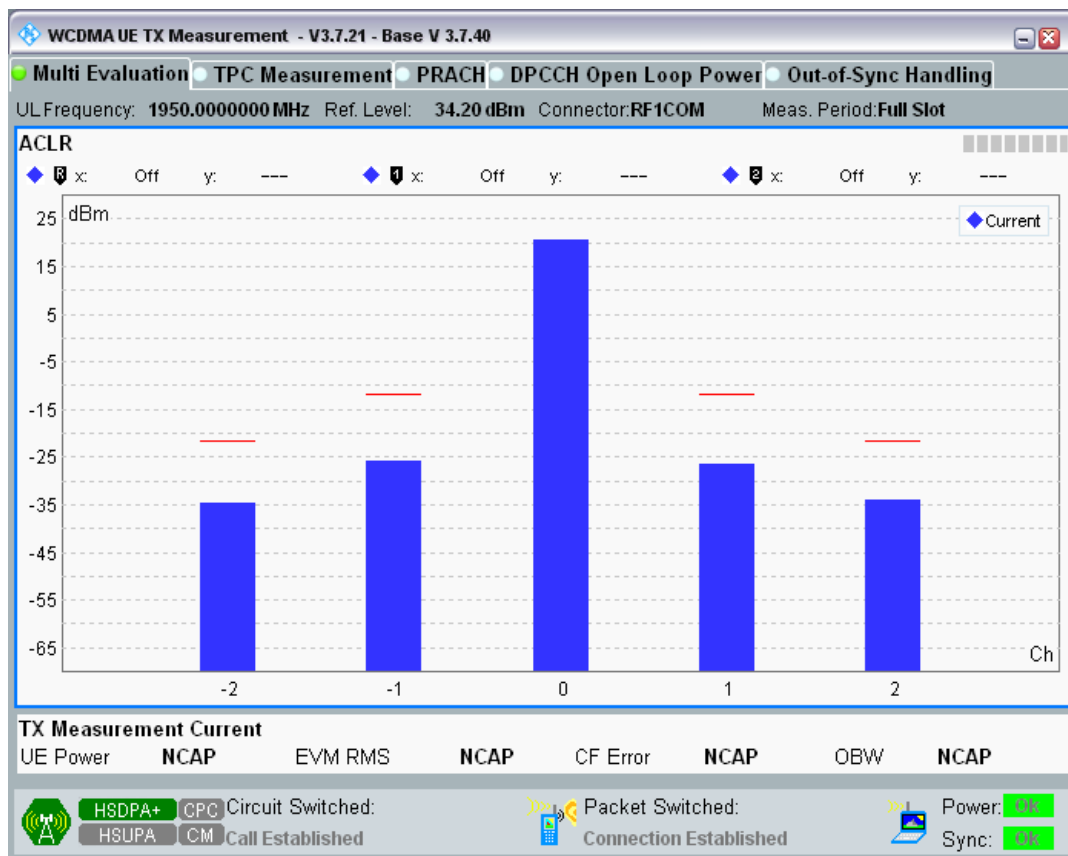 WCDMA UE TX Measurement - V3.7.21 - Base V 3.7.40
Multi Evaluation TPC Measurement PRACH DPCCH Open Loop Power Out-of-Sync Handling
UL Frequency: 1950.0000000 MHz Ref. Level: 34.20 dBm Connector:RF1COM Meas. Period:Full Slot
ACLR
R x: Off y: --- 1 x: Off y: --- 2 x: Off y: ---
dBm
Current
25
15
5
-5
-15
-25
-35
-45
-55
-65
Ch
-2 -1 0 1 2
TX Measurement Current
UE Power NCAP EVM RMS NCAP CF Error NCAP OBW NCAP
HSDPA+ CPC Circuit Switched: Packet Switched: Power: OK
HSUPA CM Call Established Connection Established Sync: OK